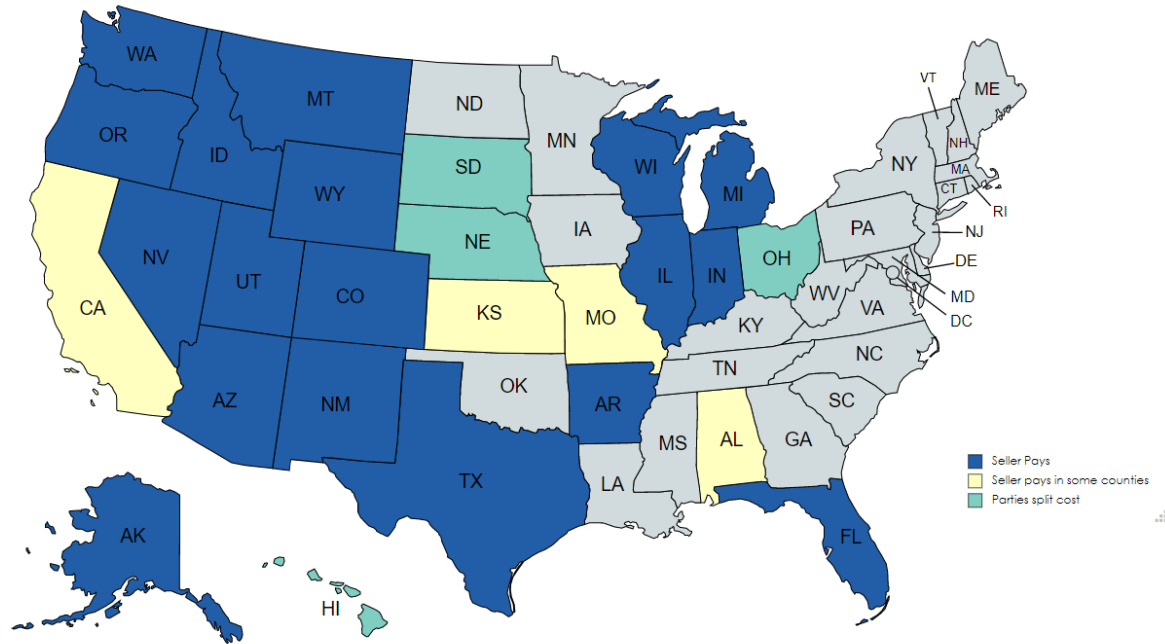 WA
MT
ND
MN
VT
ME
OR
ID
SD
WI
MI
NY
NH
MA
CT
RI
WY
NE
IA
PA
NJ
NV
UT
CO
IL
IN
OH
DE
MD
DC
WV
VA
CA
KS
MO
KY
AZ
NM
OK
AR
TN
NC
SC
MS
AL
GA
TX
LA
FL
AK
HI
Seller Pays
Seller pays in some counties
Parties split cost